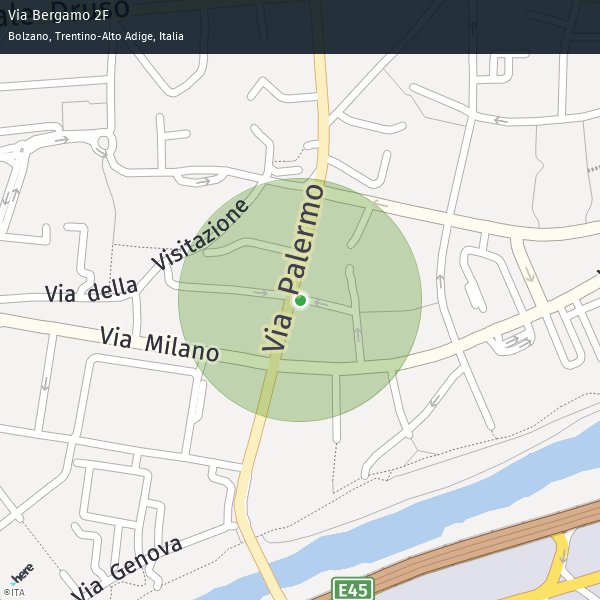 Viale Druso
Via Bergamo 2F
Bolzano, Trentino-Alto Adige, Italia
Via Palermo
Via della Visitazione
Via Milano
Via Genova
E45
here
©ITA